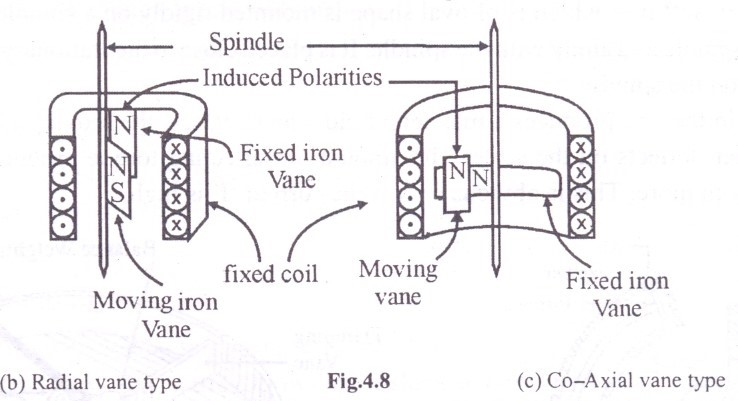 Spindle
Induced Polarities
N
N
S
N
N
Fixed iron
Vane
fixed coil
Moving
vane
Fixed iron
Vane
Moving iron
Vane
(b) Radial vane type
Fig.4.8
(c) Co-Axial vane type